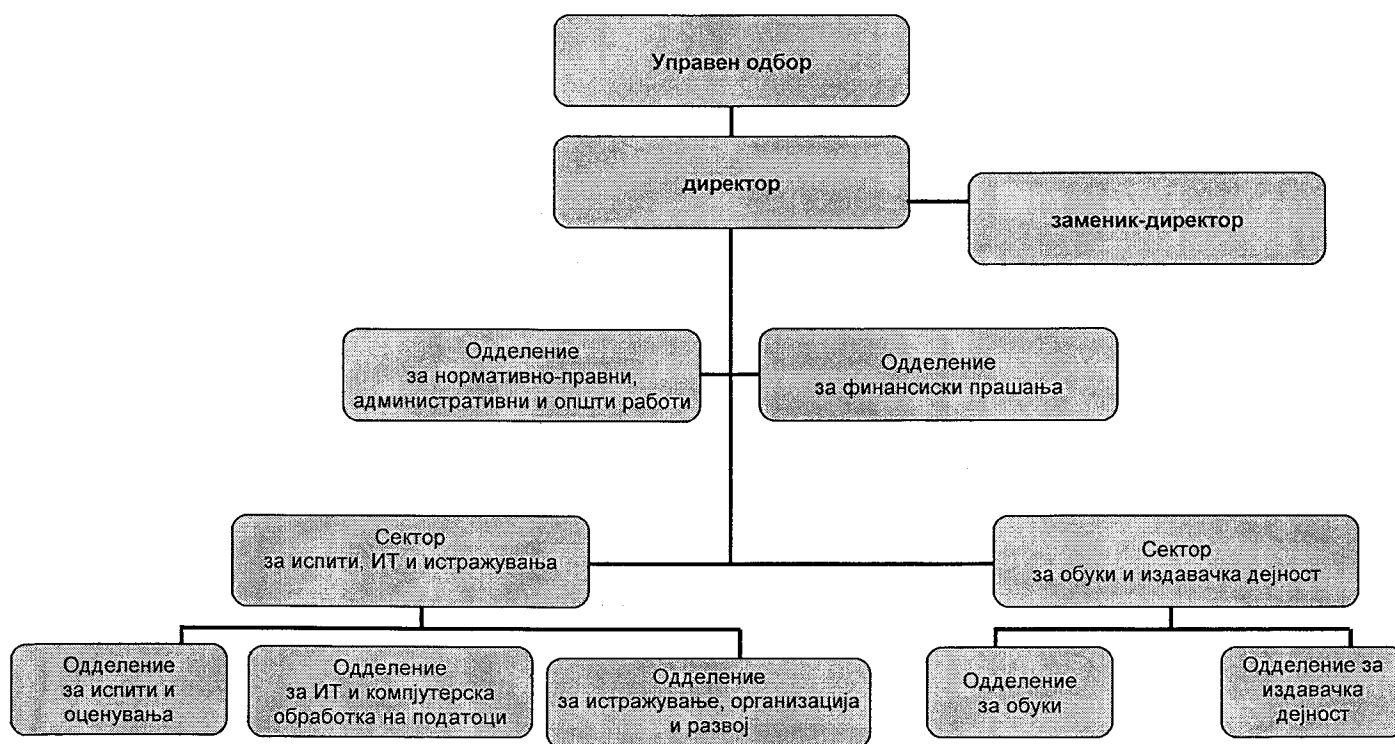 Управен одбор
директор
заменик-директор
Одделение
за нормативно-правни,
административни и општи работи
Одделение
за финансиски прашања
Сектор
за испити, ИТ и истражувања
Сектор
за обуки и издавачка дејност
Одделение
за испити и
оценувања
Одделение
за ИТ и компјутерска
обработка на податоци
Одделение
за истражување, организација
и развој
Одделение
за обуки
Одделение за
издавачка
дејност